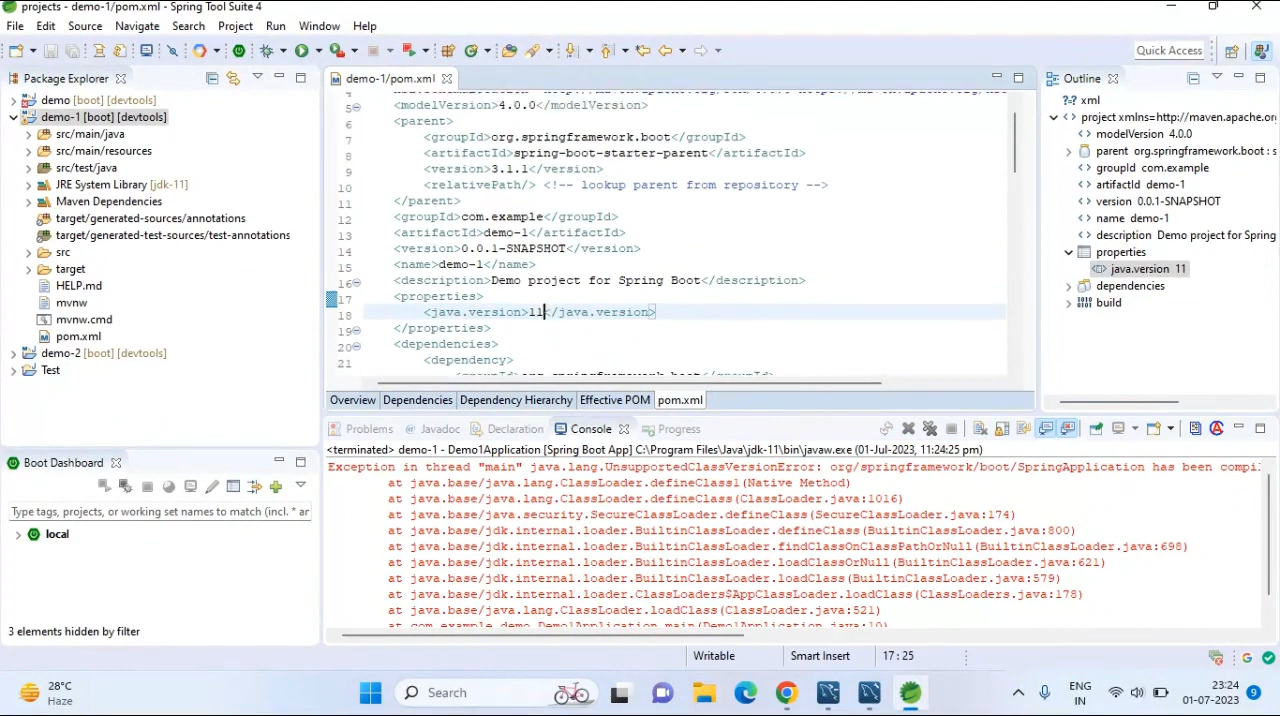 projects - demo-1/pom.xml - Spring Tool Suite 4
File Edit Source Navigate Search Project Run Window Help
Quick Access
Package Explorer
demo [boot] [devtools]
demo-1 [boot] [devtools]
src/main/java
src/main/resources
src/test/java
JRE System Library [jdk-11]
Maven Dependencies
target/generated-sources/annotations
target/generated-test-sources/test-annotations
src
target
HELP.md
mvnw
mvnw.cmd
pom.xml
demo-2 [boot] [devtools]
Test
demo-1/pom.xml
5 <modelVersion>4.0.0</modelVersion>
6 <parent>
7 <groupId>org.springframework.boot</groupId>
8 <artifactId>spring-boot-starter-parent</artifactId>
9 <version>3.1.1</version>
10 <relativePath/> <!-- lookup parent from repository -->
11 </parent>
12 <groupId>com.example</groupId>
13 <artifactId>demo-1</artifactId>
14 <version>0.0.1-SNAPSHOT</version>
15 <name>demo-1</name>
16 <description>Demo project for Spring Boot</description>
17 <properties>
18 <java.version>11</java.version>
19 </properties>
20 <dependencies>
21 <dependency>
Overview Dependencies Dependency Hierarchy Effective POM pom.xml
Outline
xml
project xmlns=http://maven.apache.org
modelVersion 4.0.0
parent org.springframework.boot : s
groupId com.example
artifactId demo-1
version 0.0.1-SNAPSHOT
name demo-1
description Demo project for Spring
properties
java.version 11
dependencies
build
Boot Dashboard
Type tags, projects, or working set names to match (incl. * ar
local
3 elements hidden by filter
Problems Javadoc Declaration Console Progress
<terminated> demo-1 - Demo1Application [Spring Boot App] C:\Program Files\Java\jdk-11\bin\javaw.exe (01-Jul-2023, 11:24:25 pm)
Exception in thread "main" java.lang.UnsupportedClassVersionError: org/springframework/boot/SpringApplication has been compil
at java.base/java.lang.ClassLoader.defineClass1(Native Method)
at java.base/java.lang.ClassLoader.defineClass(ClassLoader.java:1016)
at java.base/java.security.SecureClassLoader.defineClass(SecureClassLoader.java:174)
at java.base/jdk.internal.loader.BuiltinClassLoader.defineClass(BuiltinClassLoader.java:800)
at java.base/jdk.internal.loader.BuiltinClassLoader.findClassOnClassPathOrNull(BuiltinClassLoader.java:698)
at java.base/jdk.internal.loader.BuiltinClassLoader.loadClassOrNull(BuiltinClassLoader.java:621)
at java.base/jdk.internal.loader.BuiltinClassLoader.loadClass(BuiltinClassLoader.java:579)
at java.base/jdk.internal.loader.ClassLoaders$AppClassLoader.loadClass(ClassLoaders.java:178)
at java.base/java.lang.ClassLoader.loadClass(ClassLoader.java:521)
at com.example.demo.Demo1Application.main(Demo1Application.java:10)
Writable Smart Insert 17 : 25
28°C
Haze
Search
ENG
IN
23:24
01-07-2023
9